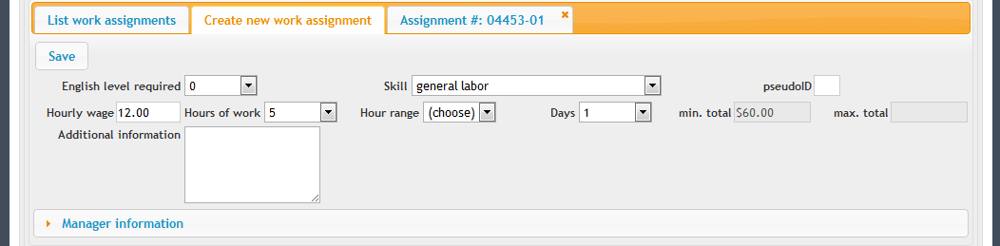 List work assignments Create new work assignment Assignment #: 04453-01
Save
English level required 0 Skill general labor pseudoID
Hourly wage 12.00 Hours of work 5 Hour range (choose) Days 1 min. total $60.00 max. total
Additional information
Manager information